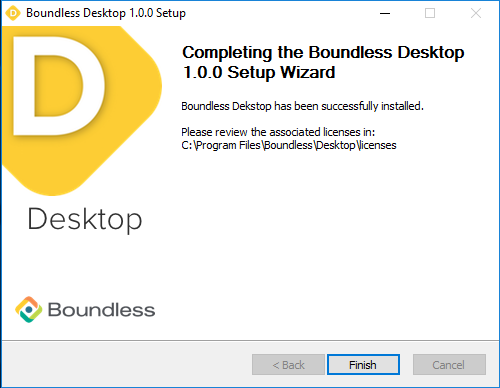 Boundless Desktop 1.0.0 Setup
D
Completing the Boundless Desktop
1.0.0 Setup Wizard
Boundless Dekstop has been successfully installed.
Please review the associated licenses in:
C:\Program Files\Boundless\Desktop\licenses
Desktop
Boundless
< Back
Finish
Cancel